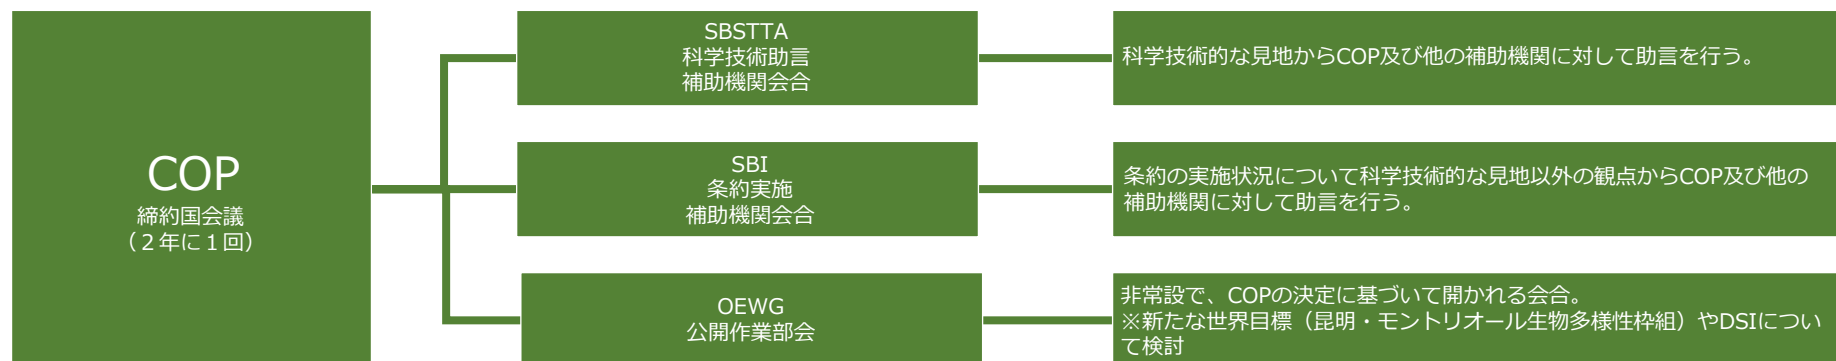 COP
締約国会議
（２年に１回）
SBSTTA
科学技術助言
補助機関会合
科学技術的な見地からCOP及び他の補助機関に対して助言を行う。
SBI
条約実施
補助機関会合
条約の実施状況について科学技術的な見地以外の観点からCOP及び他の
補助機関に対して助言を行う。
OEWG
公開作業部会
非常設で、COPの決定に基づいて開かれる会合。
※新たな世界目標（昆明・モントリオール生物多様性枠組）やDSIについ
て検討